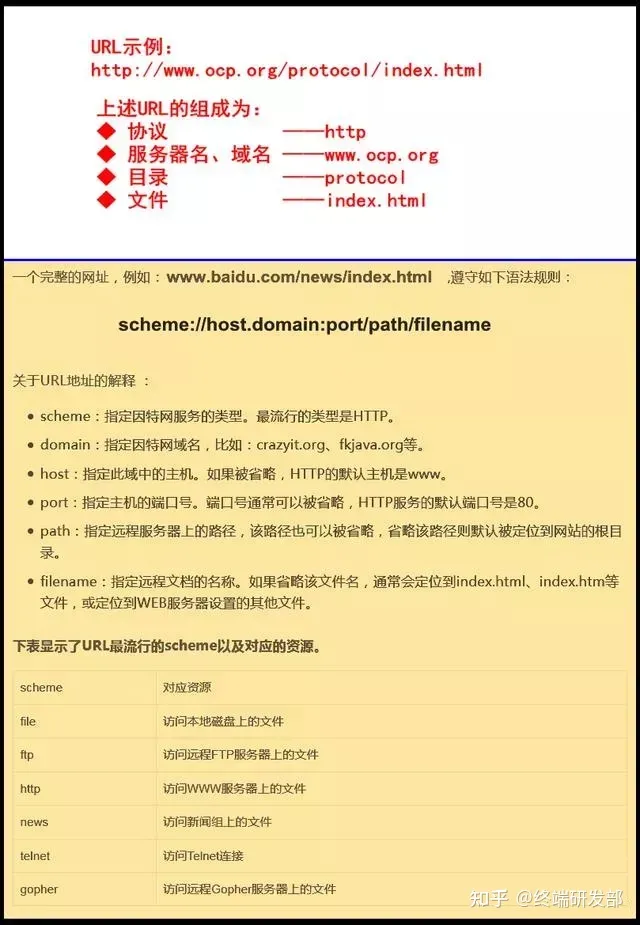 URL示例：
http://www.ocp.org/protocol/index.html
上述URL的组成为：
◆ 协议 ——http
◆ 服务器名、域名 ——www.ocp.org
◆ 目录 ——protocol
◆ 文件 ——index.html
一个完整的网址，例如：www.baidu.com/news/index.html ,遵守如下语法规则：
scheme://host.domain:port/path/filename
关于URL地址的解释 ：
• scheme：指定因特网服务的类型。最流行的类型是HTTP。
• domain：指定因特网域名，比如：crazyit.org、fkjava.org等。
• host：指定此域中的主机。如果被省略，HTTP的默认主机是www。
• port：指定主机的端口号。端口号通常可以被省略，HTTP服务的默认端口号是80。
• path：指定远程服务器上的路径，该路径也可以被省略，省略该路径则默认被定位到网站的根目
录。
• filename：指定远程文档的名称。如果省略该文件名，通常会定位到index.html、index.htm等
文件，或定位到WEB服务器设置的其他文件。
下表显示了URL最流行的scheme以及对应的资源。
scheme 对应资源
file 访问本地磁盘上的文件
ftp 访问远程FTP服务器上的文件
http 访问WWW服务器上的文件
news 访问新闻组上的文件
telnet 访问Telnet连接
gopher 访问远程Gopher服务器上的文件
知乎 @终端研发部